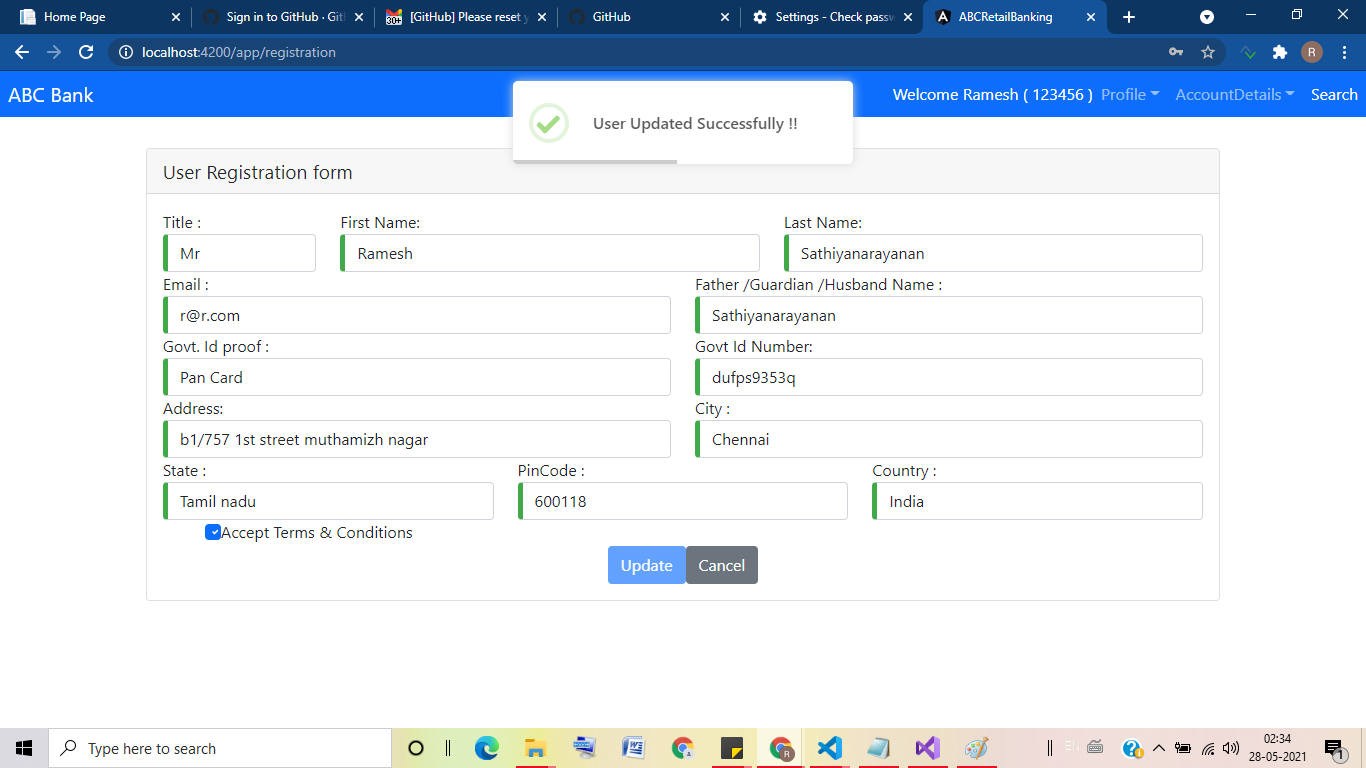 Home Page
Sign in to GitHub · Git
30+
[GitHub] Please reset y
GitHub
Settings - Check passw
ABCRetailBanking
localhost:4200/app/registration
R
ABC Bank
Welcome Ramesh ( 123456 ) Profile AccountDetails Search
User Updated Successfully !!
User Registration form
Title : First Name: Last Name:
Mr Ramesh Sathiyanarayanan
Email : Father /Guardian /Husband Name :
r@r.com Sathiyanarayanan
Govt. Id proof : Govt Id Number:
Pan Card dufps9353q
Address: City :
b1/757 1st street muthamizh nagar Chennai
State : PinCode : Country :
Tamil nadu 600118 India
Accept Terms & Conditions
Update Cancel
Type here to search
EN
02:34
28-05-2021
1